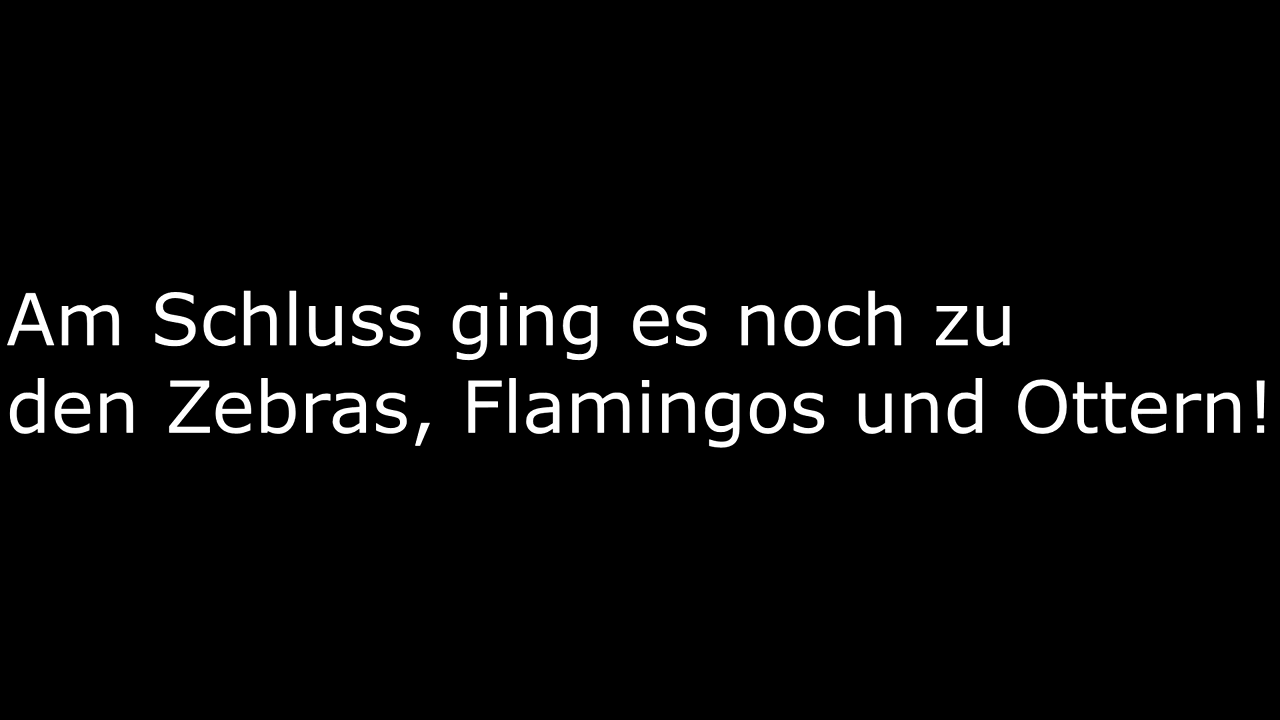 Am Schluss ging es noch zu
den Zebras, Flamingos und Ottern!